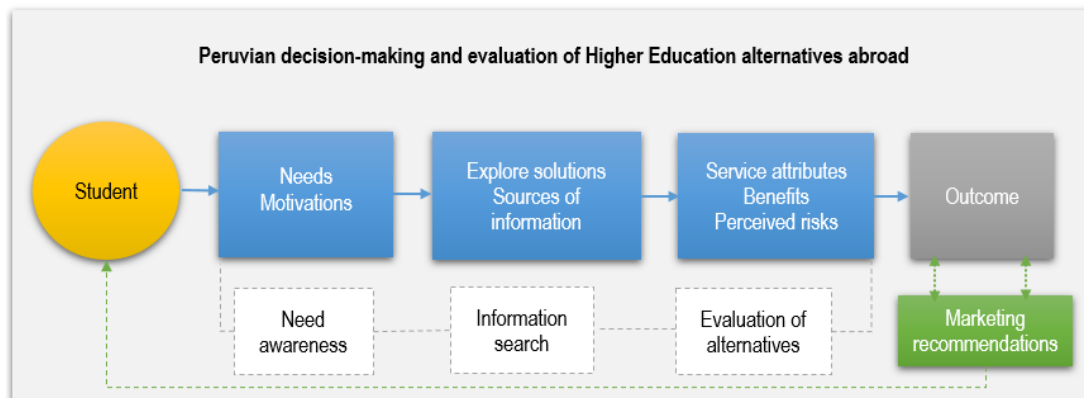 Peruvian decision-making and evaluation of Higher Education alternatives abroad
Student
Needs
Motivations
Explore solutions
Sources of
information
Service attributes
Benefits
Perceived risks
Outcome
Need
awareness
Information
search
Evaluation of
alternatives
Marketing
recommendations